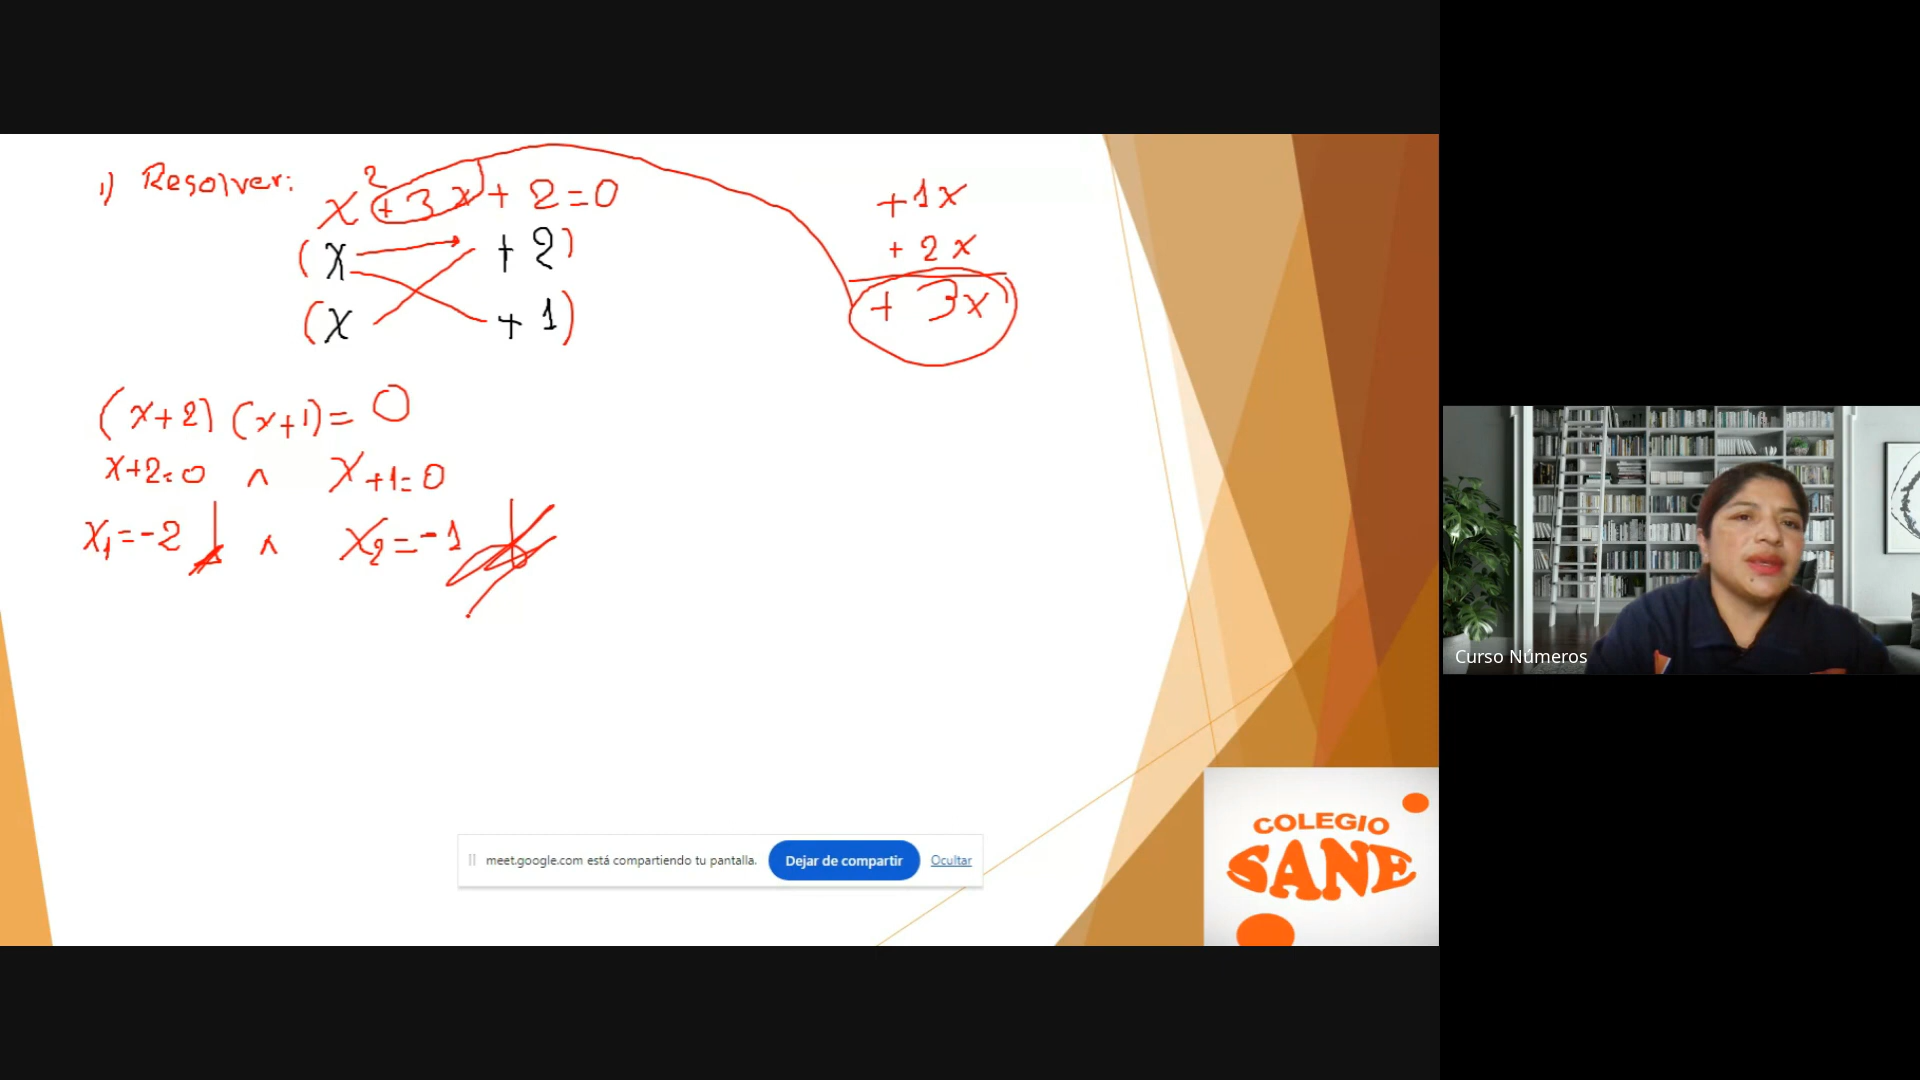 1) Resolver:
x² + 3x + 2 = 0
(x + 2)
(x + 1)
+1x
+ 2x
+ 3x
(x+2) (x+1) = 0
x+2=0 ∧ x+1=0
x₁=-2 ∧ x₂=-1
meet.google.com está compartiendo tu pantalla.
Dejar de compartir
Ocultar
COLEGIO
SANE
Curso Números